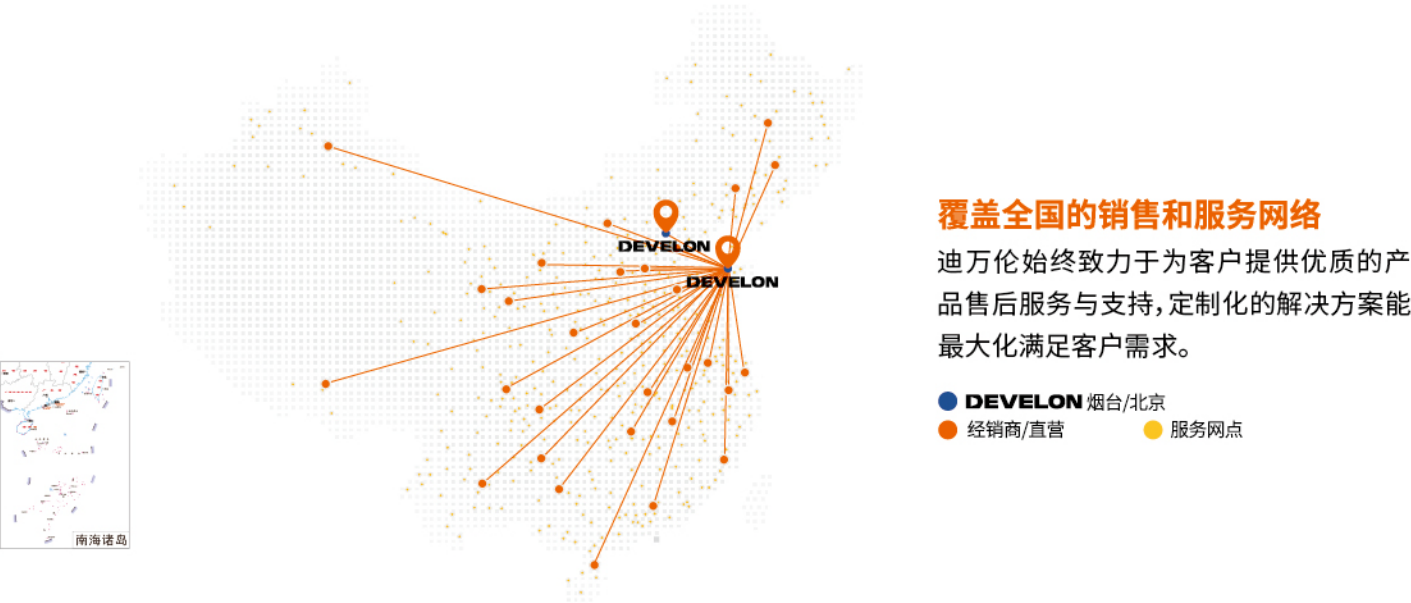 DEVELON
DEVELON
南海诸岛
覆盖全国的销售和服务网络
迪万伦始终致力于为客户提供优质的产
品售后服务与支持，定制化的解决方案能
最大化满足客户需求。
DEVELON 烟台/北京
经销商/直营
服务网点